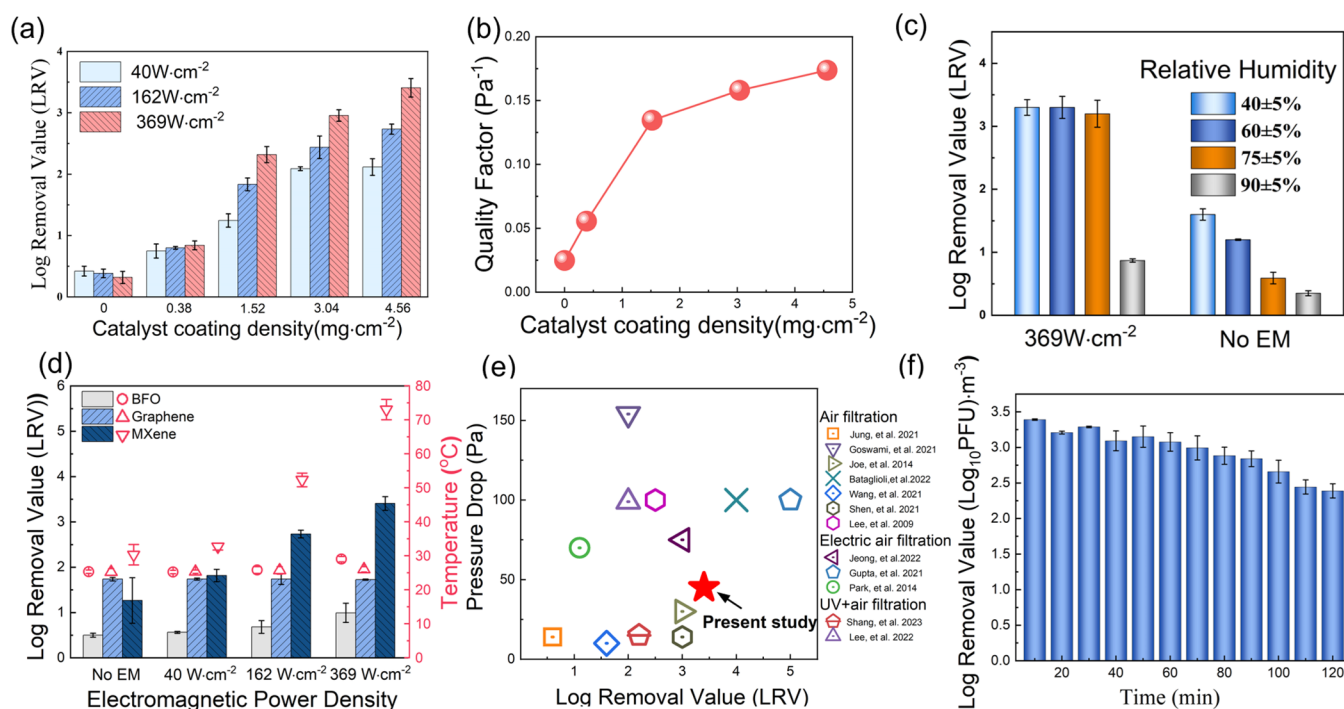 (a)
Log Removal Value (LRV)
4
3
2
1
0
40W·cm-2
162W·cm-2
369W·cm-2
0
0.38
1.52
3.04
4.56
Catalyst coating density(mg·cm-2)
(b)
Quality Factor (Pa-1)
0.20
0.15
0.10
0.05
0.00
0
1
2
3
4
5
Catalyst coating density(mg·cm-2)
(c)
Log Removal Value (LRV)
3
2
1
0
Relative Humidity
40±5%
60±5%
75±5%
90±5%
369W·cm-2
No EM
(d)
Log Removal Value (LRV))
6
5
4
3
2
1
0
BFO
Graphene
MXene
80
70
60
50
40
30
20
10
0
Temperature (°C)
No EM
40 W·cm-2
162 W·cm-2
369 W·cm-2
Electromagnetic Power Density
(e)
Pressure Drop (Pa)
150
100
50
0
1
2
3
4
5
Log Removal Value (LRV)
Present study
Air filtration
Jung, et al. 2021
Goswami, et al. 2021
Joe, et al. 2014
Bataglioli,et al.2022
Wang, et al. 2021
Shen, et al. 2021
Lee, et al. 2009
Electric air filtration
Jeong, et al.2022
Gupta, et al. 2021
Park, et al. 2014
UV+air filtration
Shang, et al. 2023
Lee, et al. 2022
(f)
Log Removal Value (Log10PFU)·m-3
3.5
3.0
2.5
2.0
1.5
1.0
0.5
0.0
20
40
60
80
100
120
Time (min)